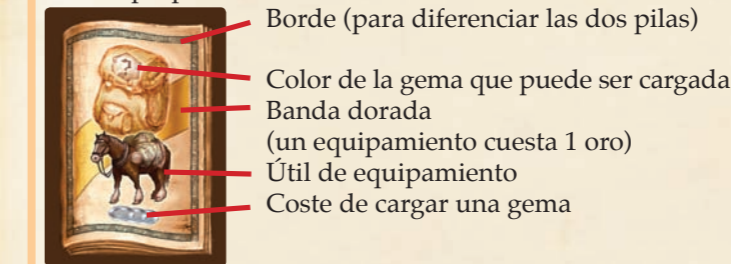 Borde (para diferenciar las dos pilas)
?
Color de la gema que puede ser cargada
Banda dorada
(un equipamiento cuesta 1 oro)
Útil de equipamiento
Coste de cargar una gema